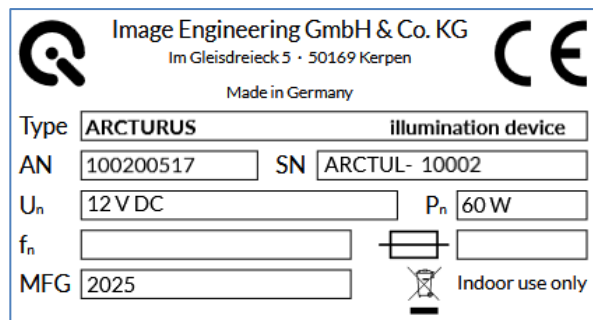 Image Engineering GmbH & Co. KG
Im Gleisdreieck 5 · 50169 Kerpen
CE
Made in Germany
Type ARCTURUS illumination device
AN 100200517 SN ARCTUL- 10002
Un 12 V DC Pn 60 W
fn
MFG 2025 Indoor use only